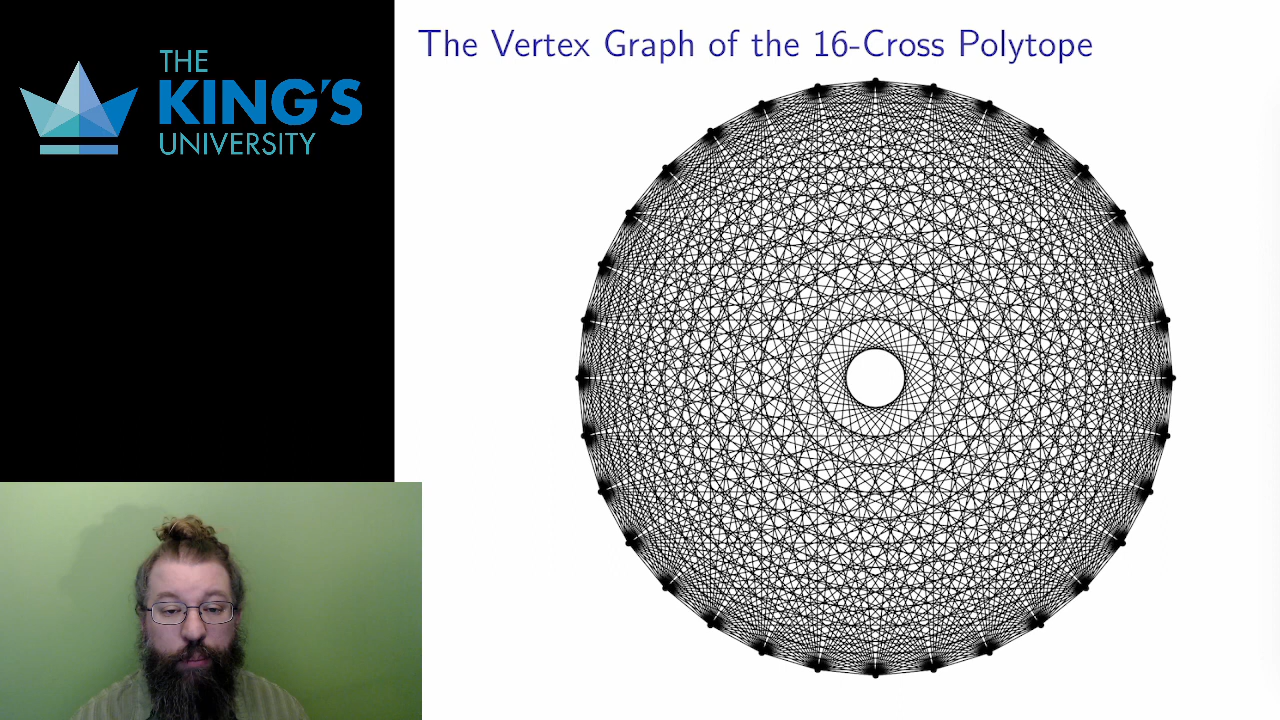 THE
KING'S
UNIVERSITY
The Vertex Graph of the 16-Cross Polytope